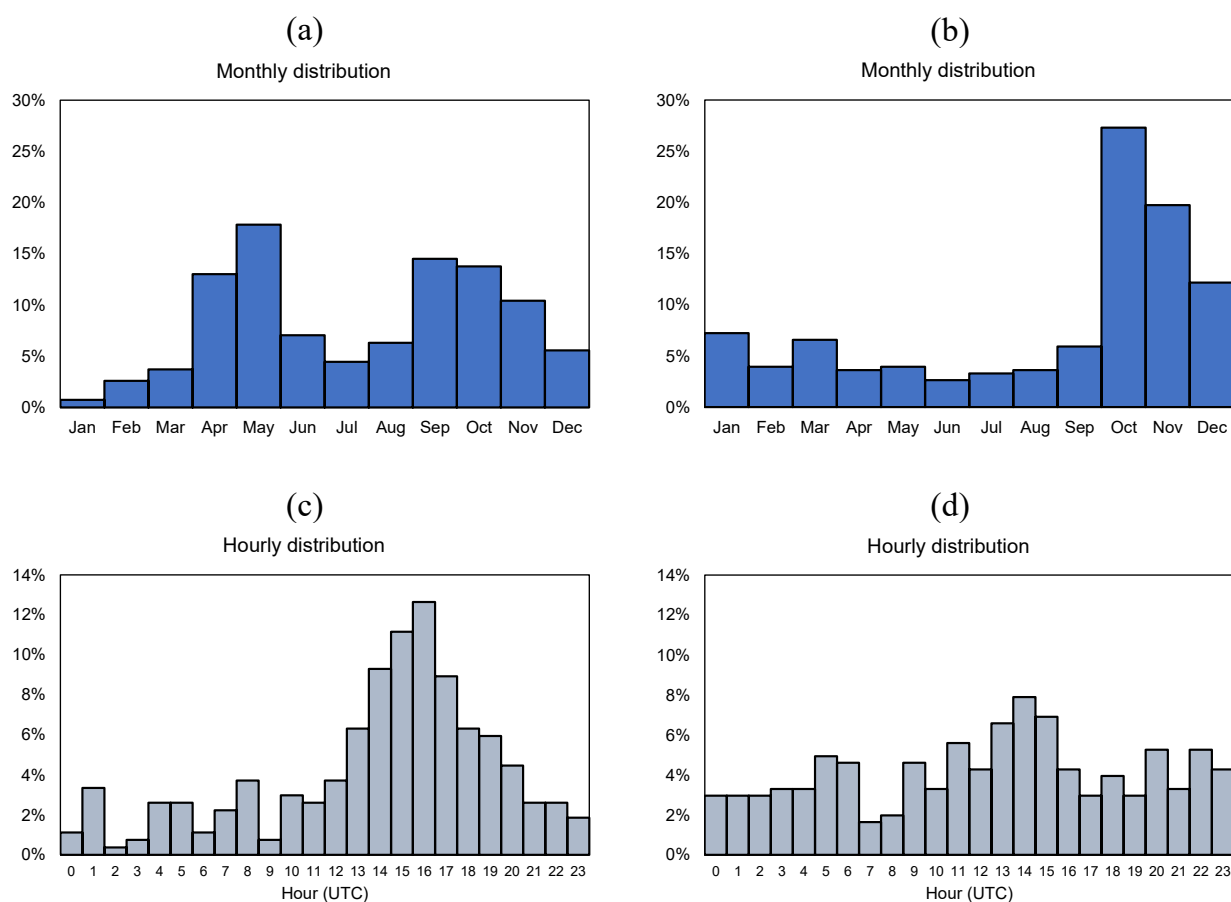 (a)
Monthly distribution
30%
25%
20%
15%
10%
5%
0%
Jan Feb Mar Apr May Jun Jul Aug Sep Oct Nov Dec
(b)
Monthly distribution
30%
25%
20%
15%
10%
5%
0%
Jan Feb Mar Apr May Jun Jul Aug Sep Oct Nov Dec
(c)
Hourly distribution
14%
12%
10%
8%
6%
4%
2%
0%
0 1 2 3 4 5 6 7 8 9 10 11 12 13 14 15 16 17 18 19 20 21 22 23
Hour (UTC)
(d)
Hourly distribution
14%
12%
10%
8%
6%
4%
2%
0%
0 1 2 3 4 5 6 7 8 9 10 11 12 13 14 15 16 17 18 19 20 21 22 23
Hour (UTC)